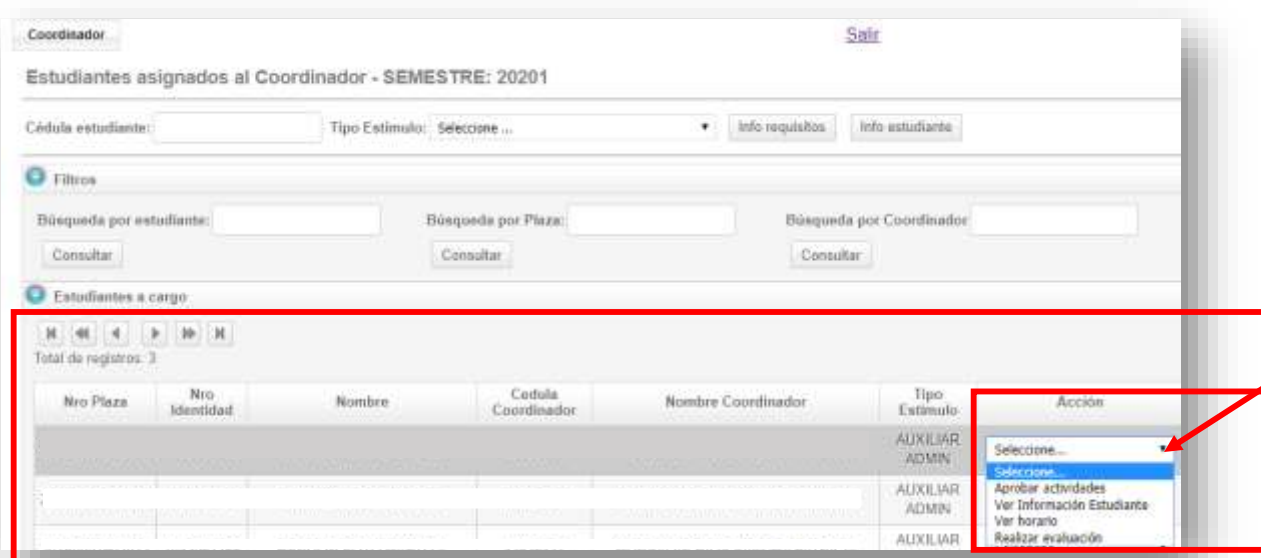 Coordinador
Salir
Estudiantes asignados al Coordinador - SEMESTRE: 20201
Cédula estudiante:
Tipo Estímulo: Seleccione ...
Info requisitos
Info estudiante
Filtros
Búsqueda por estudiante:
Búsqueda por Plaza:
Búsqueda por Coordinador
Consultar
Consultar
Consultar
Estudiantes a cargo
Total de registros: 3
Nro Plaza
Nro Identidad
Nombre
Cedula Coordinador
Nombre Coordinador
Tipo Estímulo
Acción
AUXILIAR ADMIN
Seleccione...
Seleccione...
Aprobar actividades
Ver Información Estudiante
Ver horario
Realizar evaluación
AUXILIAR ADMIN
AUXILIAR